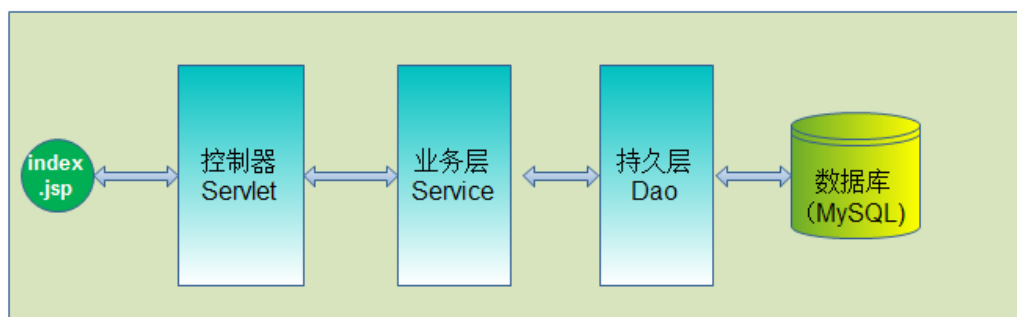 index
.jsp
控制器
Servlet
业务层
Service
持久层
Dao
数据库
（MySQL)